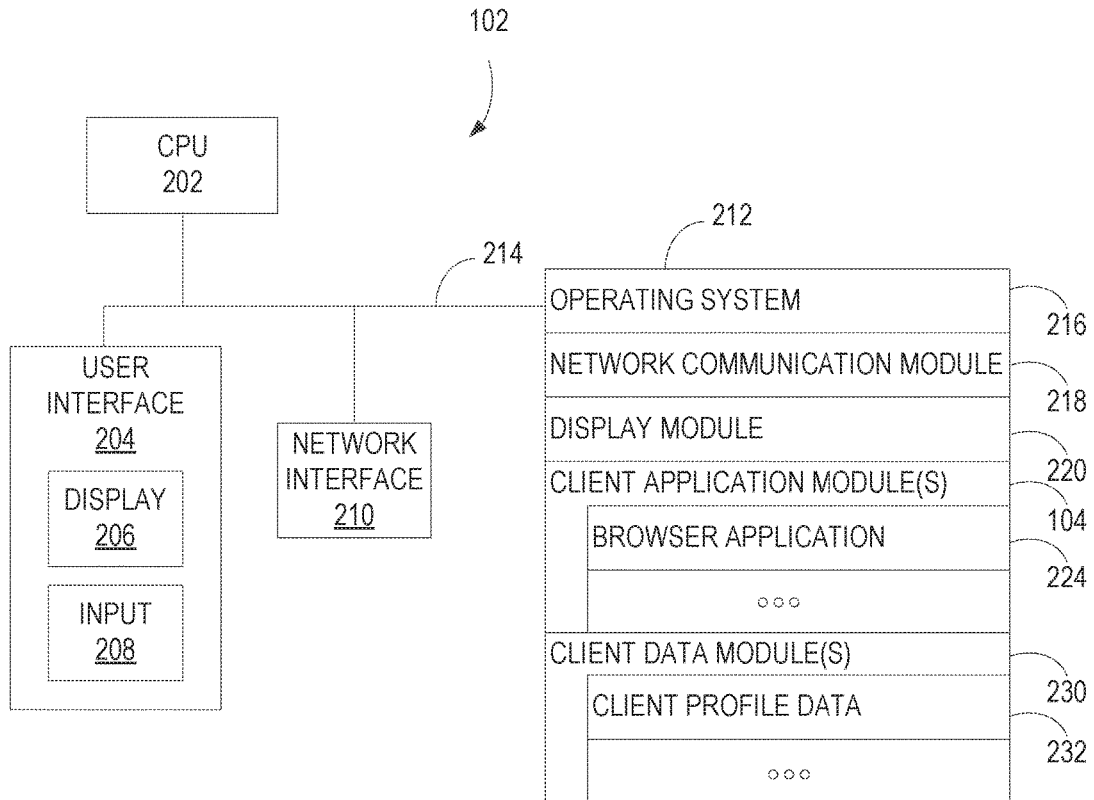 102
CPU
202
212
214
OPERATING SYSTEM
216
NETWORK COMMUNICATION MODULE
218
DISPLAY MODULE
220
CLIENT APPLICATION MODULE(S)
104
BROWSER APPLICATION
224
CLIENT DATA MODULE(S)
230
CLIENT PROFILE DATA
232
USER
INTERFACE
204
DISPLAY
206
INPUT
208
NETWORK
INTERFACE
210